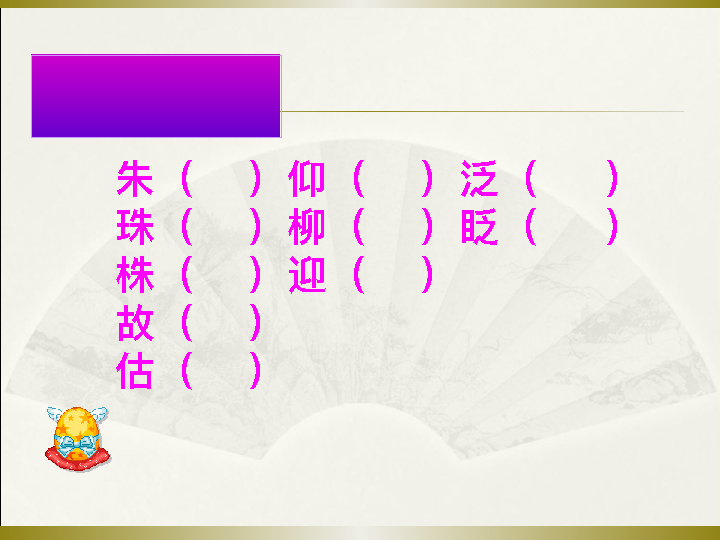 朱（ ）仰（ ）泛（ ）
珠（ ）柳（ ）眨（ ）
株（ ）迎（ ）
故（ ）
估（ ）